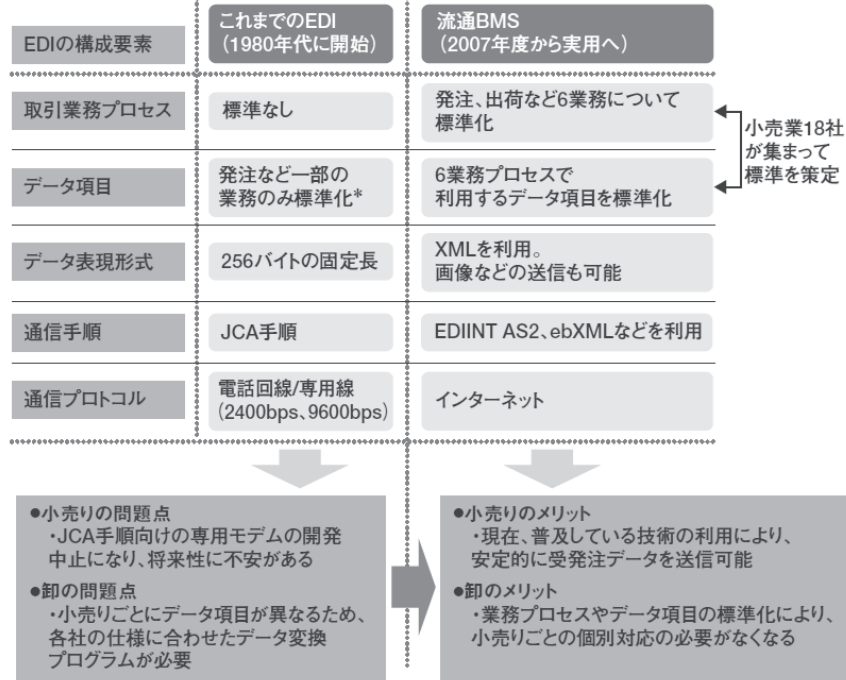 EDIの構成要素
これまでのEDI
（1980年代に開始）
流通BMS
（2007年度から実用へ）
取引業務プロセス
標準なし
発注、出荷など6業務について
標準化
データ項目
発注など一部の
業務のみ標準化*
6業務プロセスで
利用するデータ項目を標準化
小売業18社
が集まって
標準を策定
データ表現形式
256バイトの固定長
XMLを利用。
画像などの送信も可能
通信手順
JCA手順
EDIINT AS2、ebXMLなどを利用
通信プロトコル
電話回線/専用線
（2400bps、9600bps）
インターネット
●小売りの問題点
・JCA手順向けの専用モデムの開発
中止になり、将来性に不安がある
●卸の問題点
・小売りごとにデータ項目が異なるため、
各社の仕様に合わせたデータ変換
プログラムが必要
●小売りのメリット
・現在、普及している技術の利用により、
安定的に受発注データを送信可能
●卸のメリット
・業務プロセスやデータ項目の標準化により、
小売りごとの個別対応の必要がなくなる